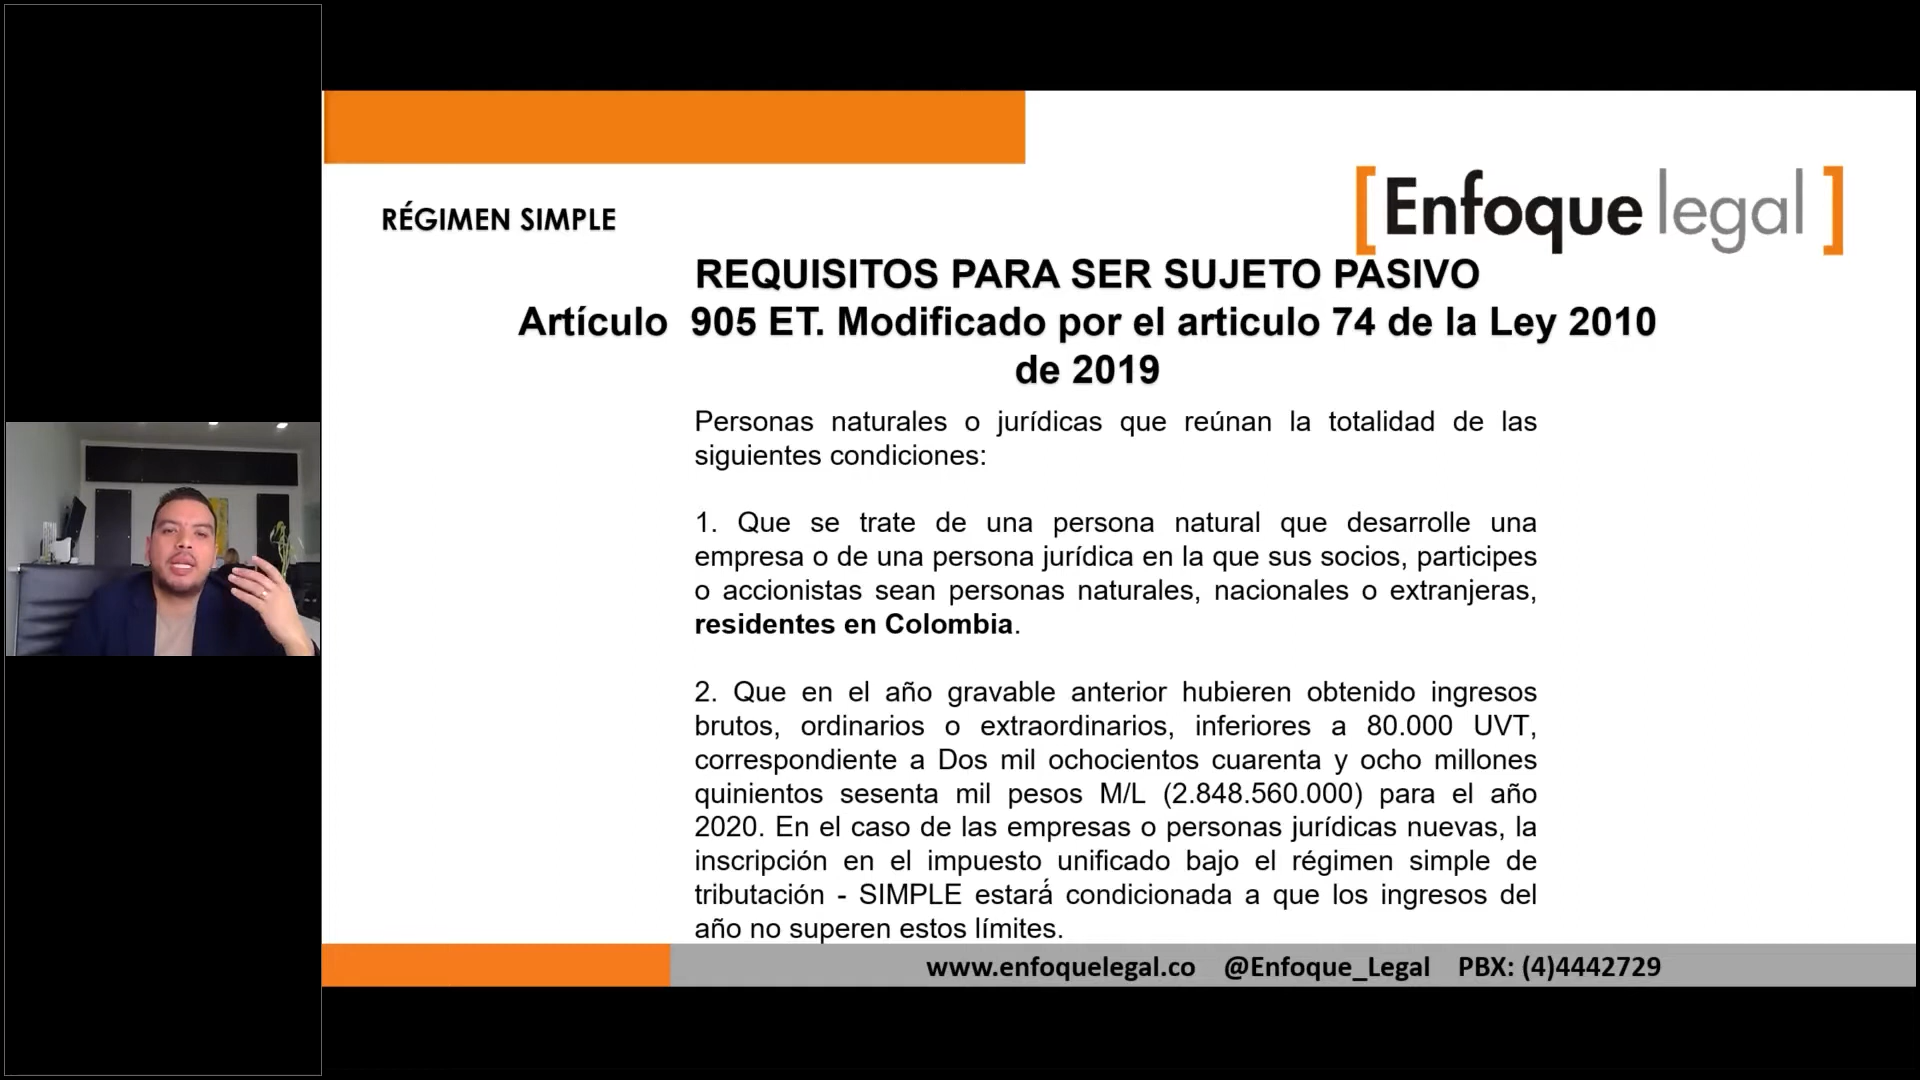 [Enfoque legal]
RÉGIMEN SIMPLE
REQUISITOS PARA SER SUJETO PASIVO
Artículo 905 ET. Modificado por el articulo 74 de la Ley 2010
de 2019
Personas naturales o jurídicas que reúnan la totalidad de las
siguientes condiciones:
1. Que se trate de una persona natural que desarrolle una
empresa o de una persona jurídica en la que sus socios, participes
o accionistas sean personas naturales, nacionales o extranjeras,
residentes en Colombia.
2. Que en el año gravable anterior hubieren obtenido ingresos
brutos, ordinarios o extraordinarios, inferiores a 80.000 UVT,
correspondiente a Dos mil ochocientos cuarenta y ocho millones
quinientos sesenta mil pesos M/L (2.848.560.000) para el año
2020. En el caso de las empresas o personas jurídicas nuevas, la
inscripción en el impuesto unificado bajo el régimen simple de
tributación - SIMPLE estará condicionada a que los ingresos del
año no superen estos límites.
www.enfoquelegal.co @Enfoque_Legal PBX: (4)4442729